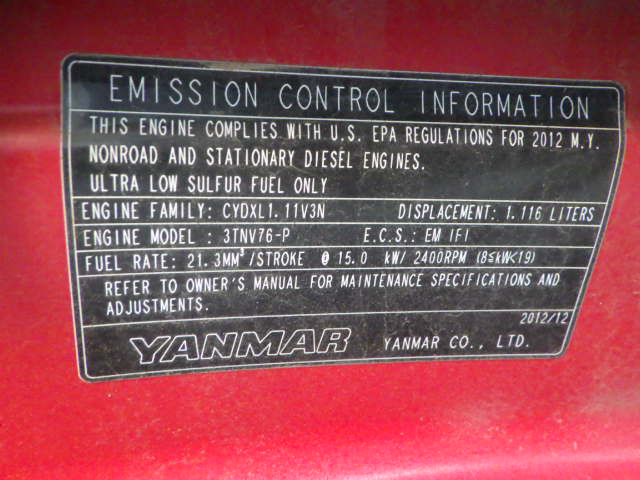 EMISSION CONTROL INFORMATION
THIS ENGINE COMPLIES WITH U.S. EPA REGULATIONS FOR 2012 M.Y.
NONROAD AND STATIONARY DIESEL ENGINES.
ULTRA LOW SULFUR FUEL ONLY
ENGINE FAMILY: CYDXL1.11V3N DISPLACEMENT: 1.116 LITERS
ENGINE MODEL : 3TNV76-P E.C.S.: EM IFI
FUEL RATE: 21.3MM³/STROKE @ 15.0 kW/ 2400RPM (8≤kW<19)
REFER TO OWNER'S MANUAL FOR MAINTENANCE SPECIFICATIONS AND
ADJUSTMENTS.
2012/12
YANMAR YANMAR CO., LTD.